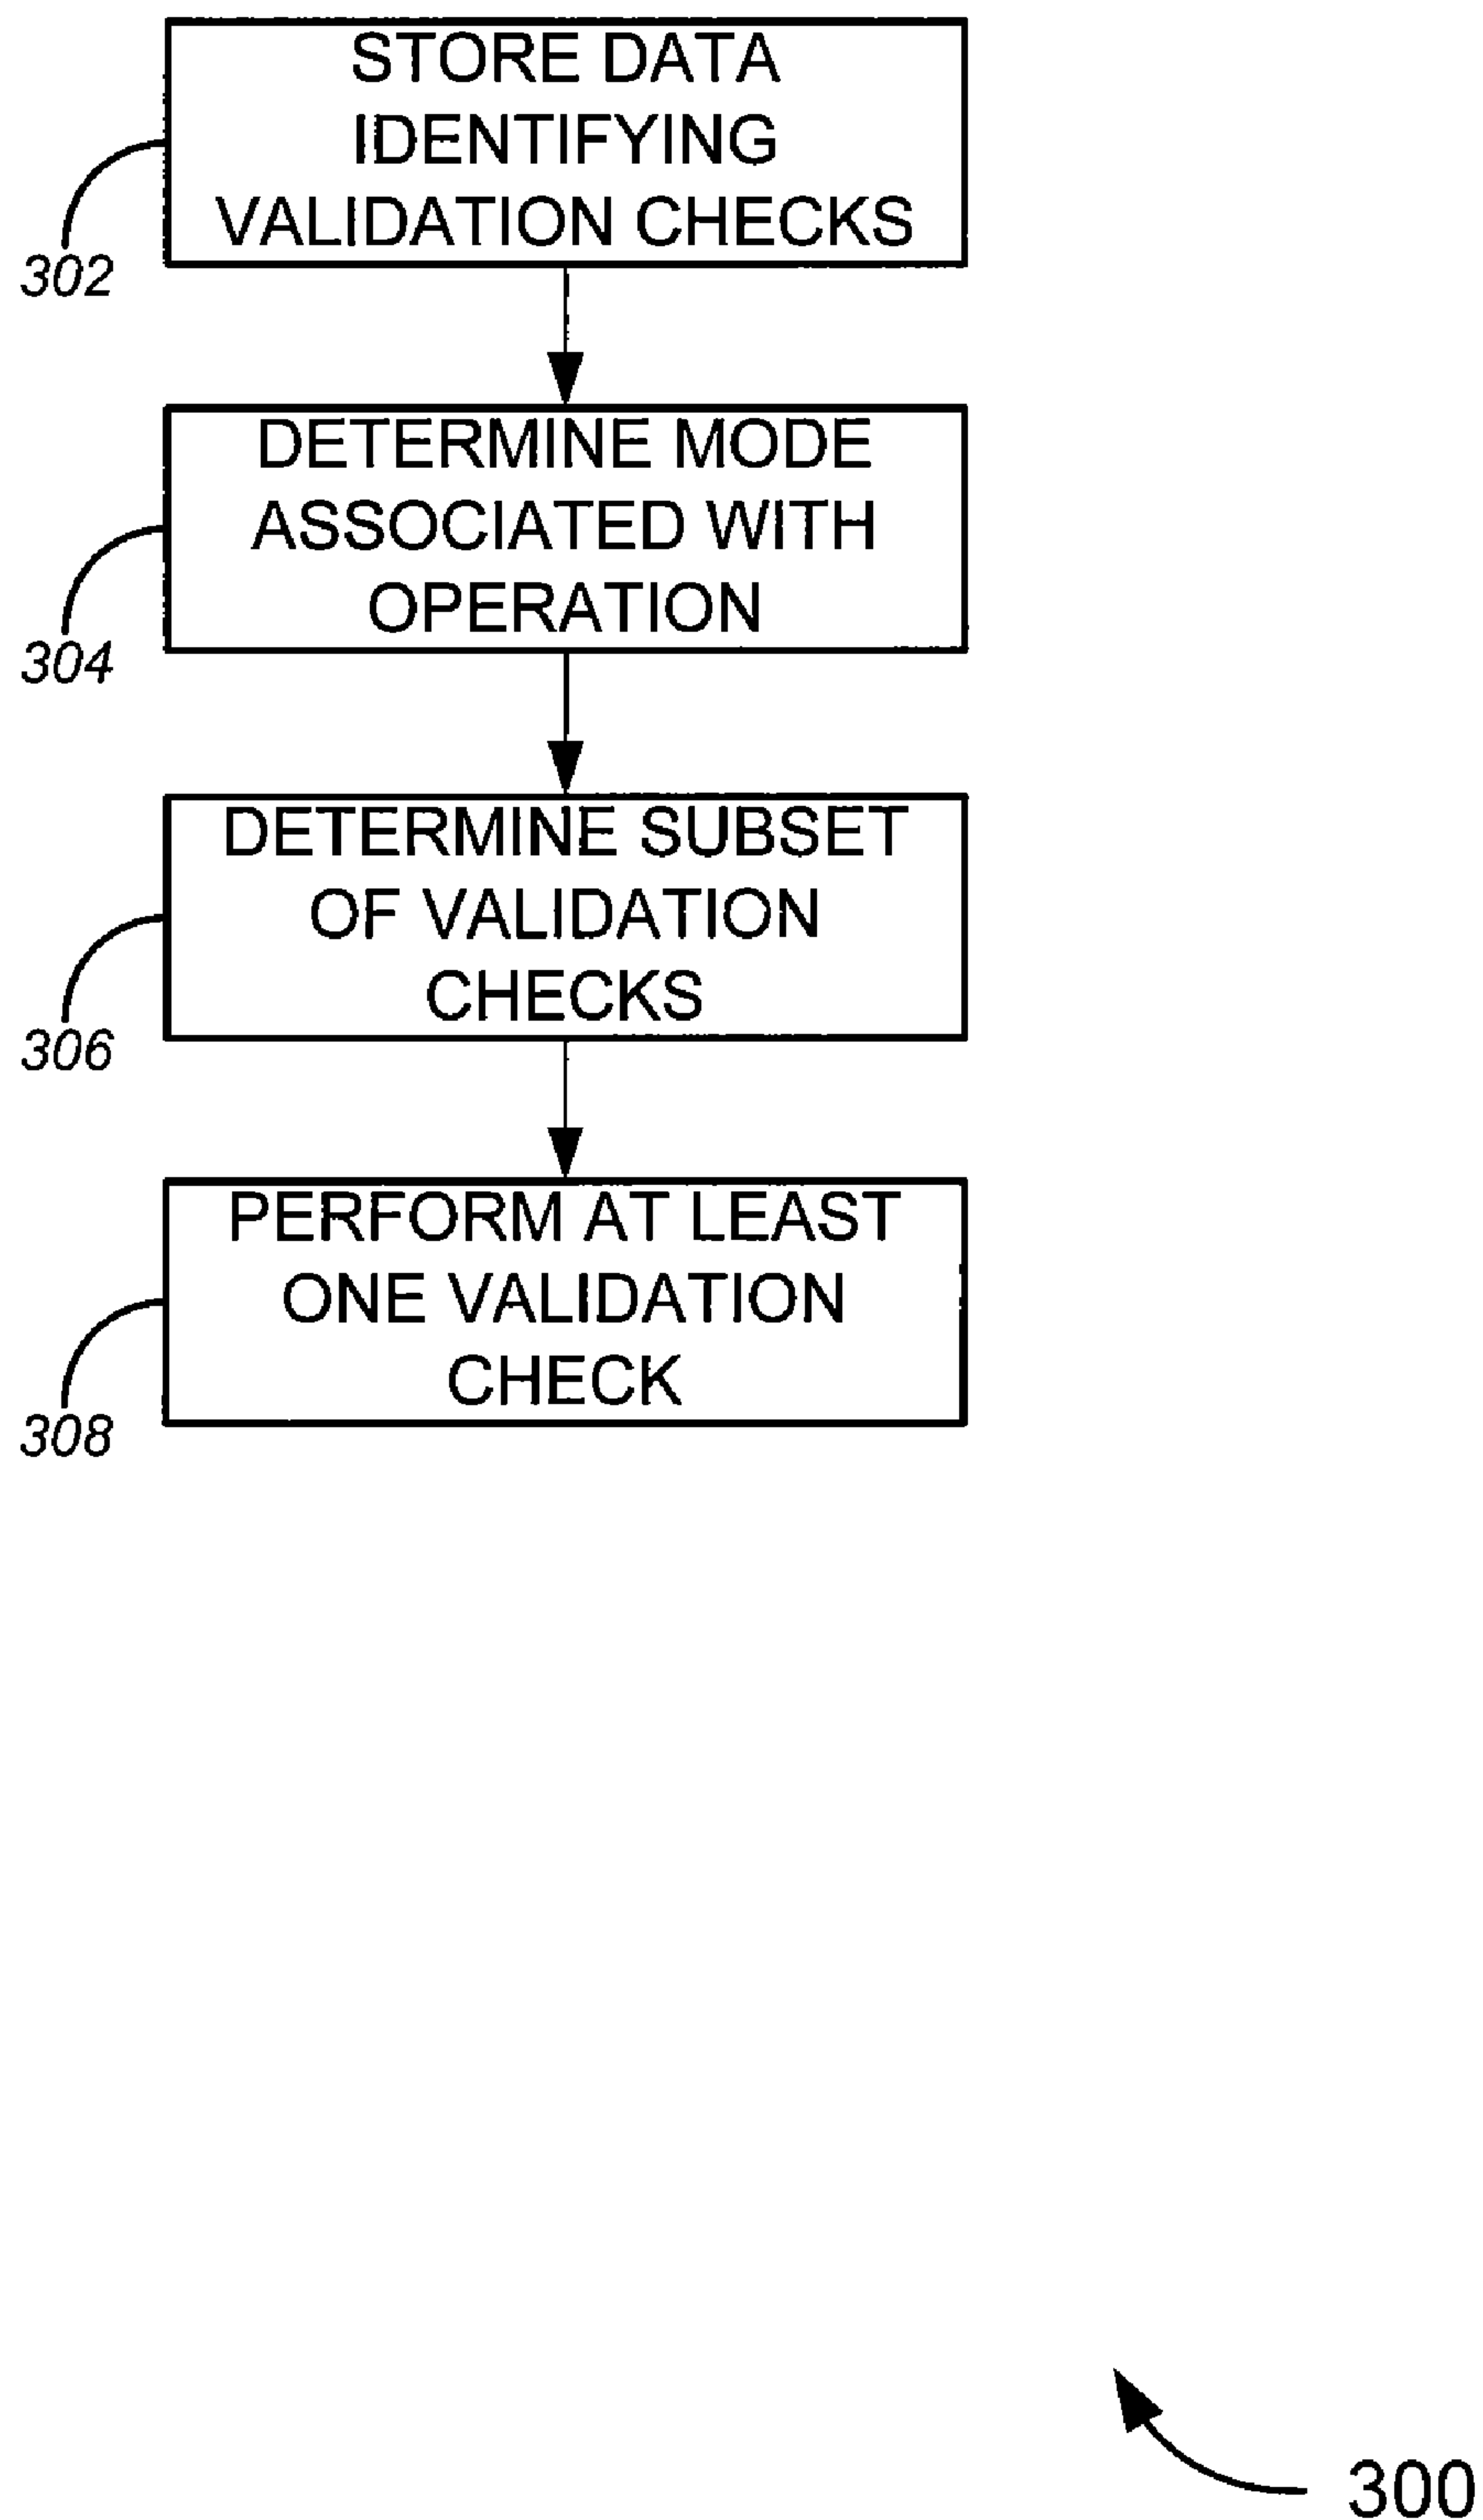 STORE DATA
IDENTIFYING
VALIDATION CHECKS
302
DETERMINE MODE
ASSOCIATED WITH
OPERATION
304
DETERMINE SUBSET
OF VALIDATION
CHECKS
306
PERFORM AT LEAST
ONE VALIDATION
CHECK
308
300